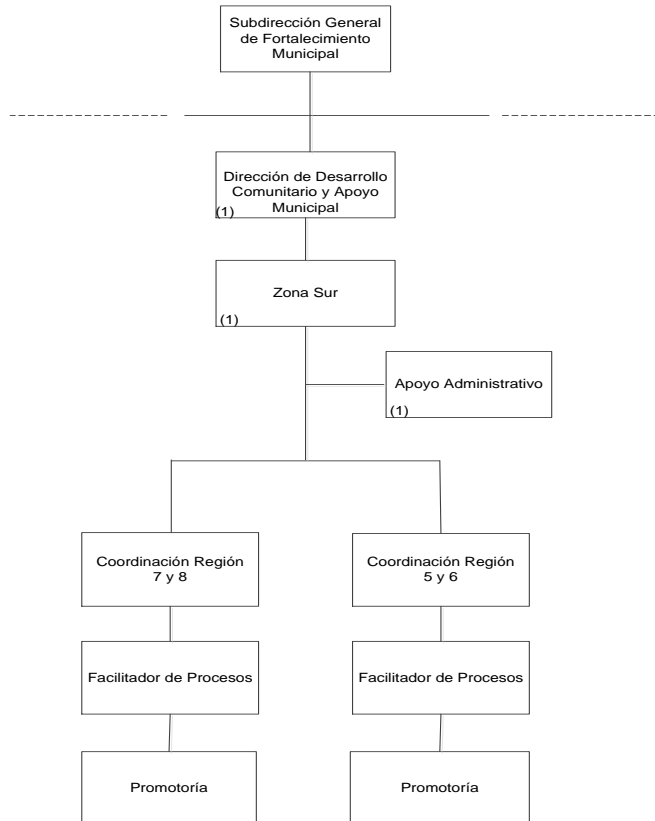 Subdirección General
de Fortalecimiento
Municipal
Dirección de Desarrollo
Comunitario y Apoyo
Municipal
(1)
Zona Sur
(1)
Apoyo Administrativo
(1)
Coordinación Región
7 y 8
Coordinación Región
5 y 6
Facilitador de Procesos
Facilitador de Procesos
Promotoría
Promotoría